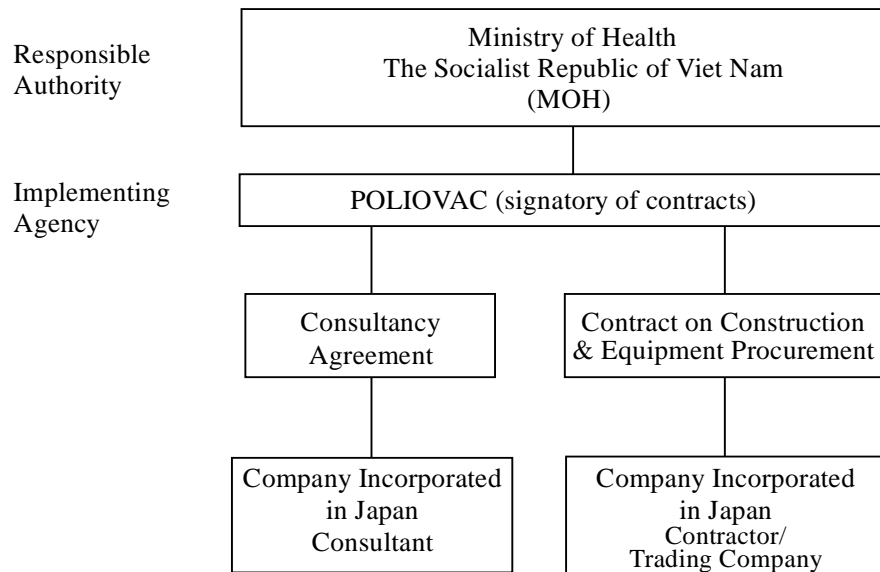 Responsible
Authority
Ministry of Health
The Socialist Republic of Viet Nam
(MOH)
Implementing
Agency
POLIOVAC (signatory of contracts)
Consultancy
Agreement
Contract on Construction
& Equipment Procurement
Company Incorporated
in Japan
Consultant
Company Incorporated
in Japan
Contractor/
Trading Company